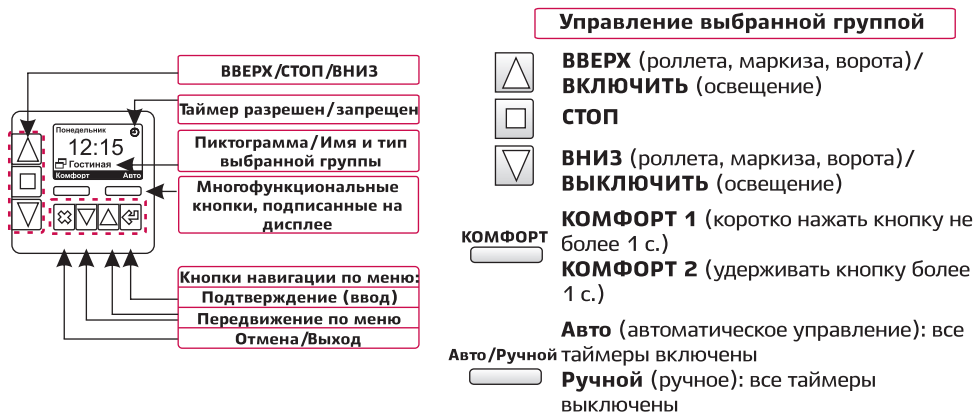 ВВЕРХ/СТОП/ВНИЗ
Таймер разрешен/запрещен
Пиктограмма/Имя и тип
выбранной группы
Многофункциональные
кнопки, подписанные на
дисплее
Понедельник
12:15
Гостиная
Комфорт Авто
Кнопки навигации по меню:
Подтверждение (ввод)
Передвижение по меню
Отмена/Выход
Управление выбранной группой
ВВЕРХ (роллета, маркиза, ворота)/
ВКЛЮЧИТЬ (освещение)
СТОП
ВНИЗ (роллета, маркиза, ворота)/
ВЫКЛЮЧИТЬ (освещение)
КОМФОРТ
КОМФОРТ 1 (коротко нажать кнопку не
более 1 с.)
КОМФОРТ 2 (удерживать кнопку более
1 с.)
Авто/Ручной
Авто (автоматическое управление): все
таймеры включены
Ручной (ручное): все таймеры
выключены